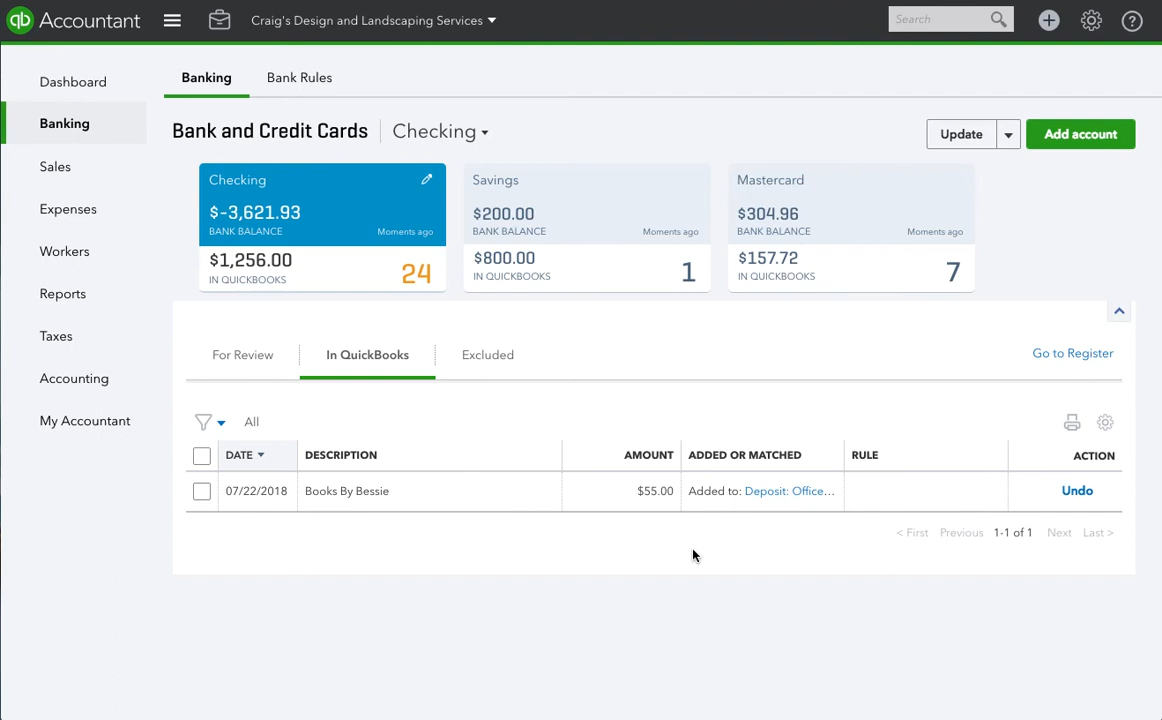 qb Accountant Craig's Design and Landscaping Services Search
Dashboard
Banking
Sales
Expenses
Workers
Reports
Taxes
Accounting
My Accountant
Banking Bank Rules
Bank and Credit Cards Checking Update Add account
Checking
$-3,621.93
BANK BALANCE Moments ago
$1,256.00
IN QUICKBOOKS 24
Savings
$200.00
BANK BALANCE Moments ago
$800.00
IN QUICKBOOKS 1
Mastercard
$304.96
BANK BALANCE Moments ago
$157.72
IN QUICKBOOKS 7
For Review In QuickBooks Excluded Go to Register
All
DATE DESCRIPTION AMOUNT ADDED OR MATCHED RULE ACTION
07/22/2018 Books By Bessie $55.00 Added to: Deposit: Office... Undo
< First Previous 1-1 of 1 Next Last >